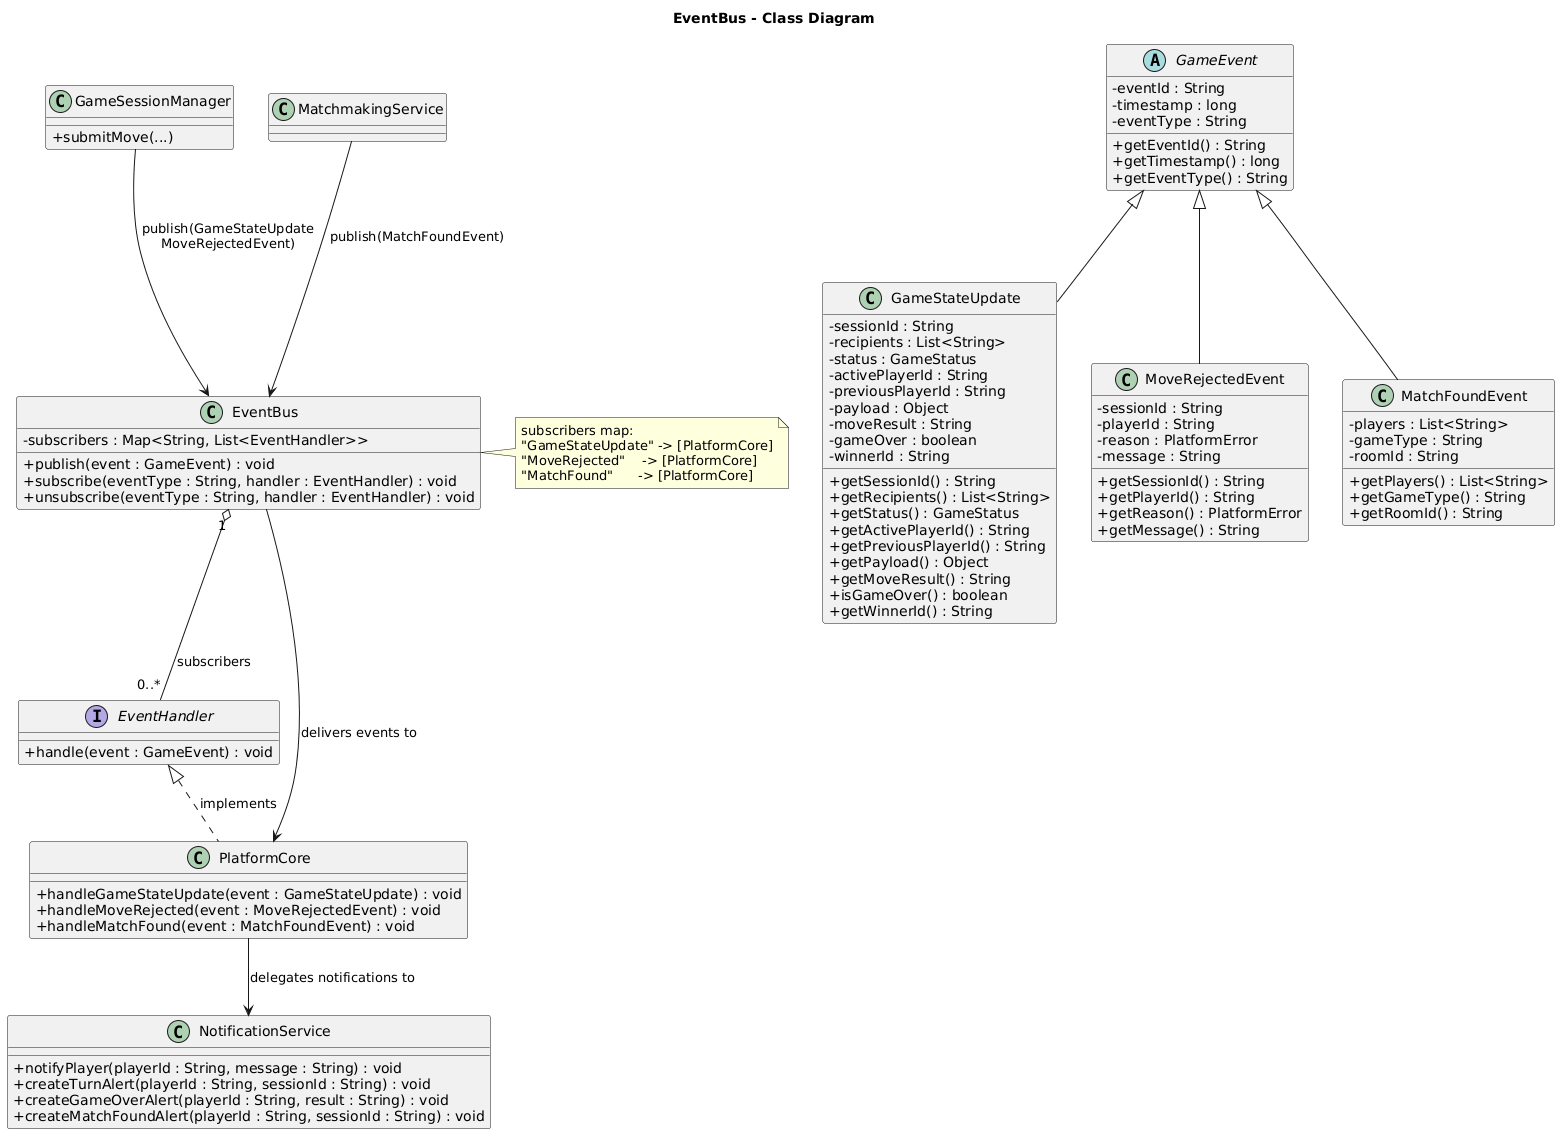 EventBus - Class Diagram
C GameSessionManager
+submitMove(...)
C MatchmakingService
A GameEvent
-eventId : String
-timestamp : long
-eventType : String
+getEventId() : String
+getTimestamp() : long
+getEventType() : String
publish(GameStateUpdate
MoveRejectedEvent)
publish(MatchFoundEvent)
C EventBus
-subscribers : Map<String, List<EventHandler>>
+publish(event : GameEvent) : void
+subscribe(eventType : String, handler : EventHandler) : void
+unsubscribe(eventType : String, handler : EventHandler) : void
subscribers map:
"GameStateUpdate" -> [PlatformCore]
"MoveRejected"    -> [PlatformCore]
"MatchFound"      -> [PlatformCore]
C GameStateUpdate
-sessionId : String
-recipients : List<String>
-status : GameStatus
-activePlayerId : String
-previousPlayerId : String
-payload : Object
-moveResult : String
-gameOver : boolean
-winnerId : String
+getSessionId() : String
+getRecipients() : List<String>
+getStatus() : GameStatus
+getActivePlayerId() : String
+getPreviousPlayerId() : String
+getPayload() : Object
+getMoveResult() : String
+isGameOver() : boolean
+getWinnerId() : String
C MoveRejectedEvent
-sessionId : String
-playerId : String
-reason : PlatformError
-message : String
+getSessionId() : String
+getPlayerId() : String
+getReason() : PlatformError
+getMessage() : String
C MatchFoundEvent
-players : List<String>
-gameType : String
-roomId : String
+getPlayers() : List<String>
+getGameType() : String
+getRoomId() : String
1
subscribers
0..*
I EventHandler
+handle(event : GameEvent) : void
delivers events to
implements
C PlatformCore
+handleGameStateUpdate(event : GameStateUpdate) : void
+handleMoveRejected(event : MoveRejectedEvent) : void
+handleMatchFound(event : MatchFoundEvent) : void
delegates notifications to
C NotificationService
+notifyPlayer(playerId : String, message : String) : void
+createTurnAlert(playerId : String, sessionId : String) : void
+createGameOverAlert(playerId : String, result : String) : void
+createMatchFoundAlert(playerId : String, sessionId : String) : void